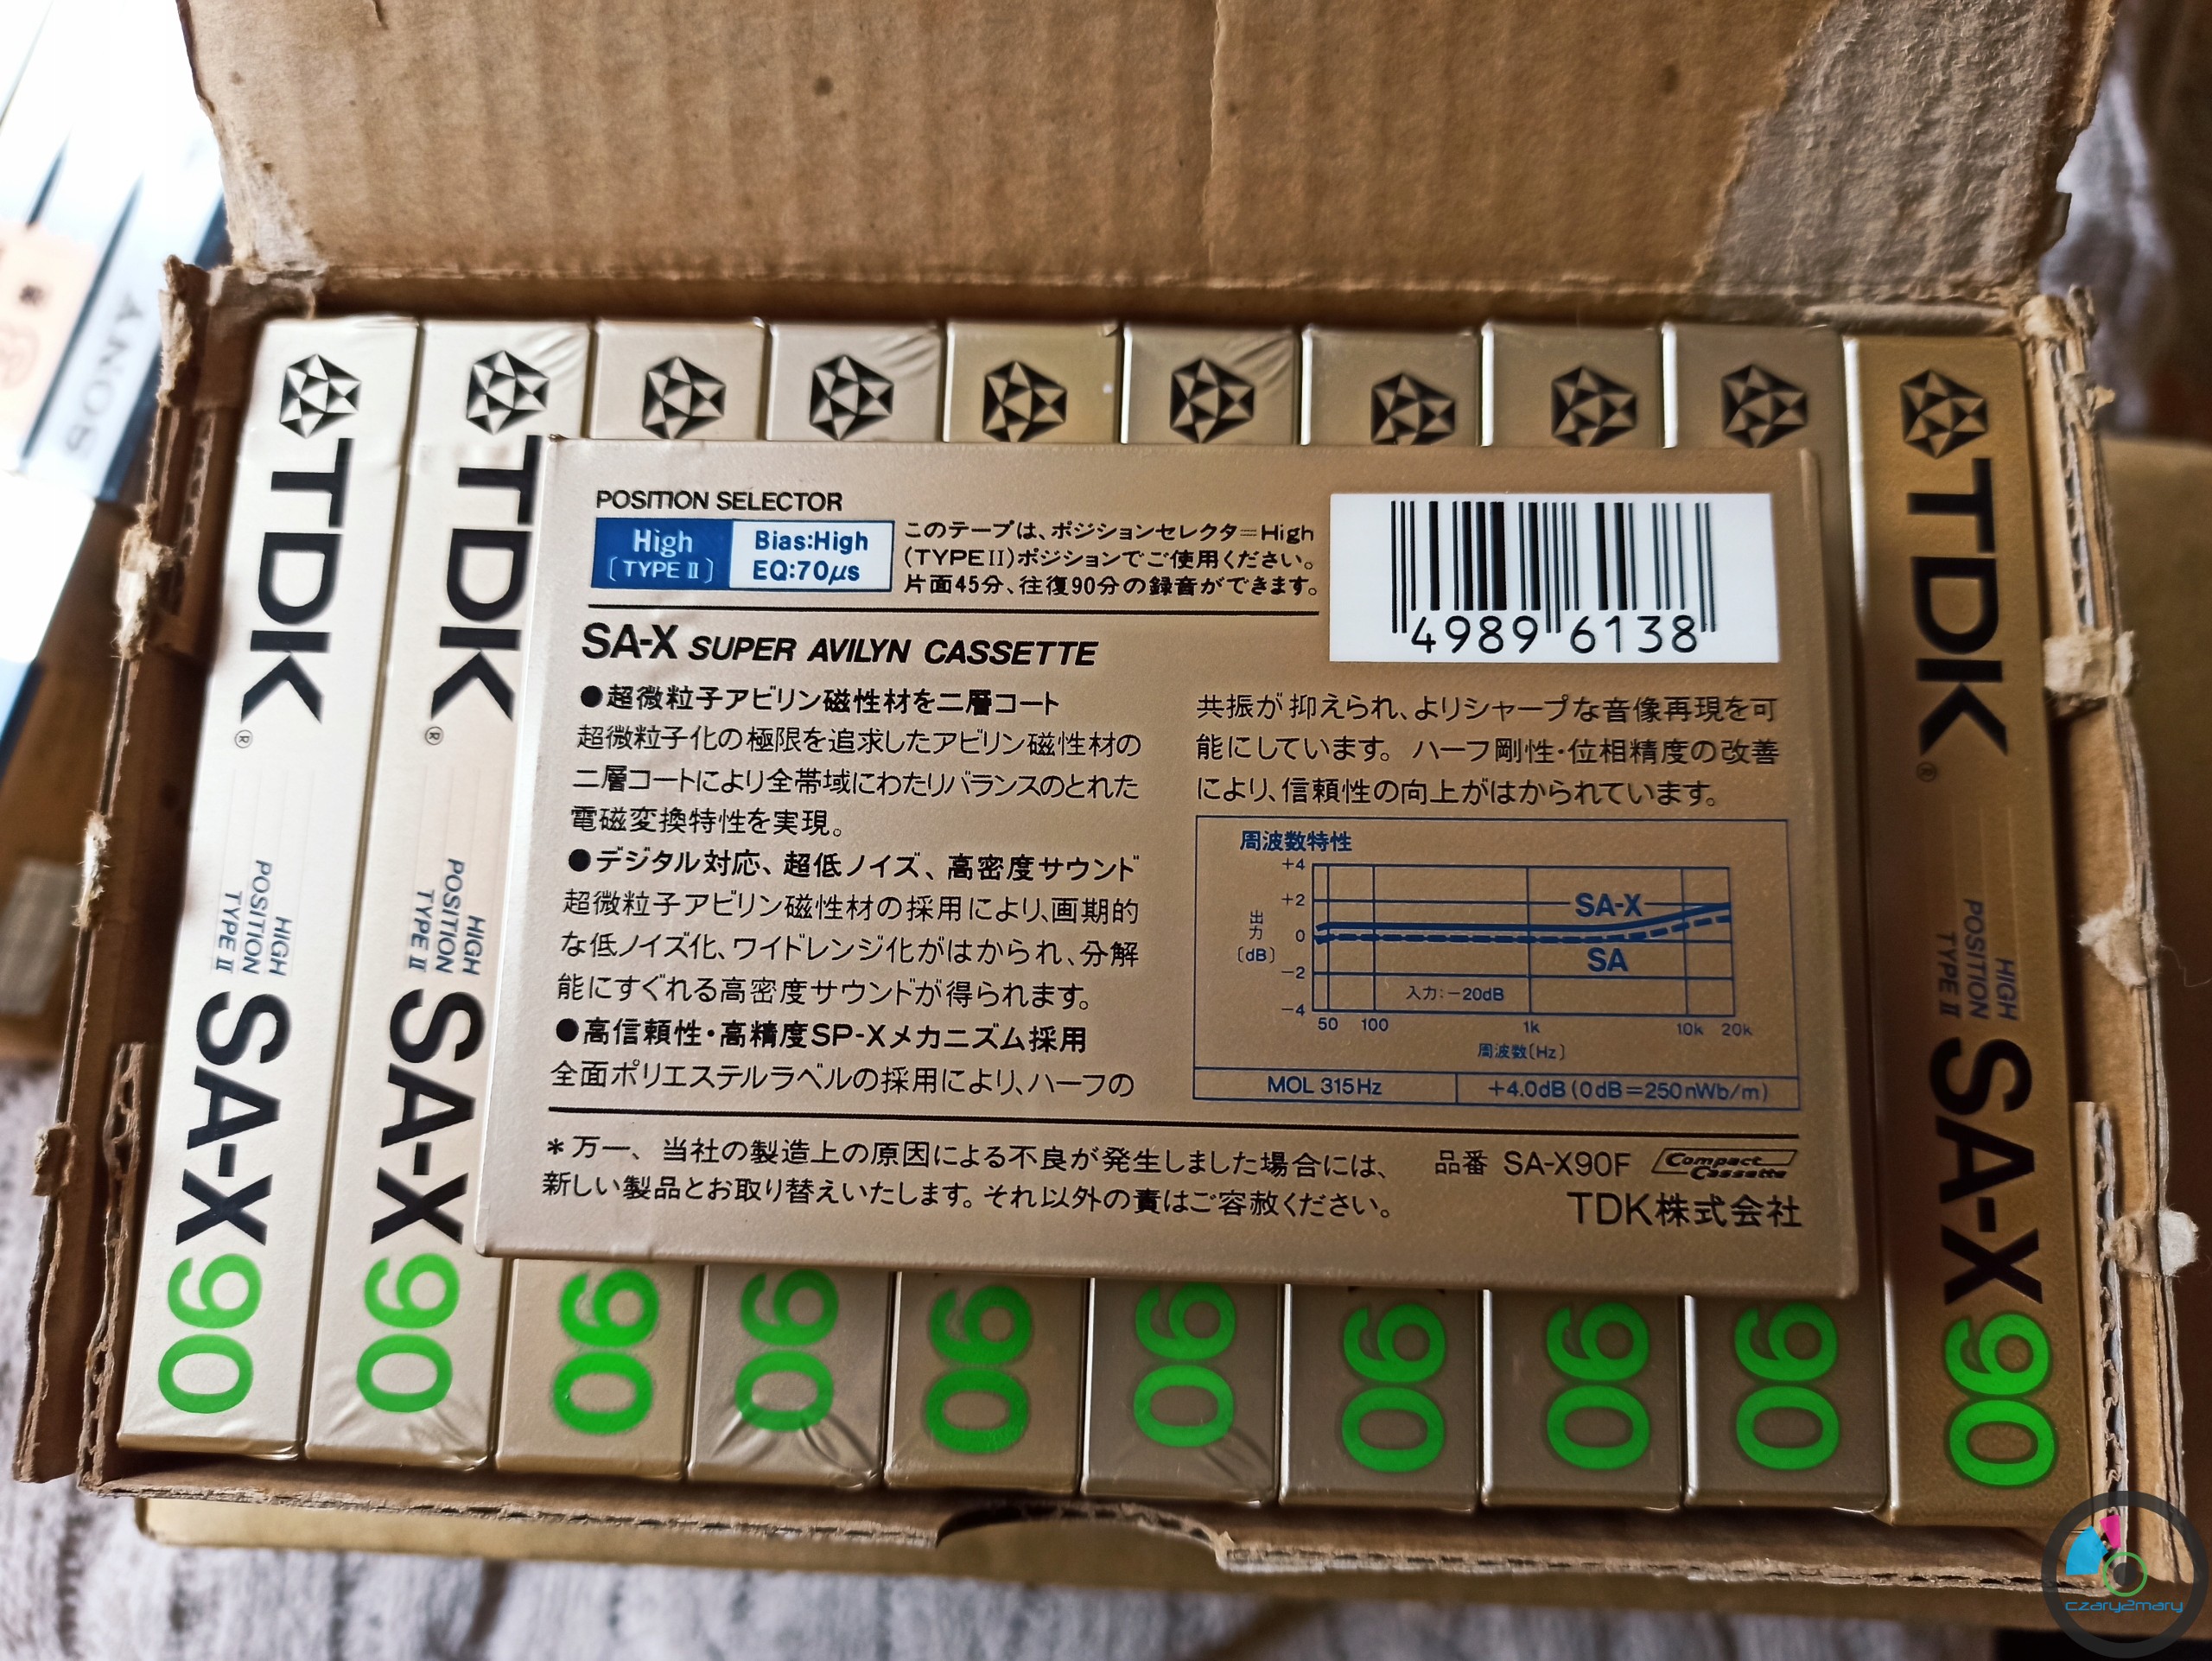 SONY
TDK®
HIGH
POSITION
TYPE II
SA-X90
TDK®
HIGH
POSITION
TYPE II
SA-X90
90
90
90
90
90
90
90
TDK®
HIGH
POSITION
TYPE II
SA-X90
POSITION SELECTOR
High
[TYPE II]
Bias:High
EQ:70μs
このテープは、ポジションセレクタ=High
(TYPE II)ポジションでご使用ください。
片面45分、往復90分の録音ができます。
4989 6138
SA-X SUPER AVILYN CASSETTE
●超微粒子アビリン磁性材を二層コート
超微粒子化の極限を追求したアビリン磁性材の
二層コートにより全帯域にわたりバランスのとれた
電磁変換特性を実現。
●デジタル対応、超低ノイズ、高密度サウンド
超微粒子アビリン磁性材の採用により、画期的
な低ノイズ化、ワイドレンジ化がはかられ、分解
能にすぐれる高密度サウンドが得られます。
●高信頼性・高精度SP-Xメカニズム採用
全面ポリエステルラベルの採用により、ハーフの
共振が抑えられ、よりシャープな音像再現を可
能にしています。ハーフ剛性・位相精度の改善
により、信頼性の向上がはかられています。
周波数特性
+4
+2
0
-2
-4
出力
[dB]
SA-X
SA
入力:-20dB
50 100 1k 10k 20k
周波数[Hz]
MOL 315Hz +4.0dB (0dB=250nWb/m)
*万一、当社の製造上の原因による不良が発生しました場合には、
新しい製品とお取り替えいたします。それ以外の責はご容赦ください。
品番 SA-X90F Compact Cassette
TDK株式会社
czary2mary